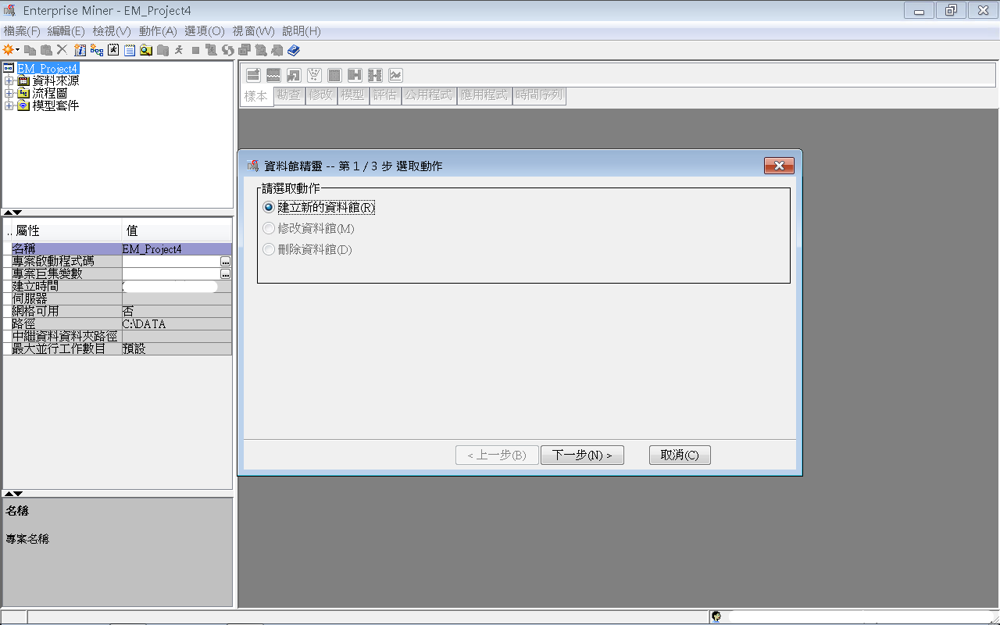 Enterprise Miner - EM_Project4
檔案(F) 編輯(E) 檢視(V) 動作(A) 選項(O) 視窗(W) 說明(H)
EM_Project4
資料來源
流程圖
模型套件
樣本 勘查 修改 模型 評估 公用程式 應用程式 時間序列
資料館精靈 -- 第 1 / 3 步 選取動作
請選取動作
建立新的資料館(R)
修改資料館(M)
刪除資料館(D)
< 上一步(B) 下一步(N) > 取消(C)
.. 屬性 值
名稱 EM_Project4
專案啟動程式碼 ...
專案巨集變數 ...
建立時間
伺服器
網格可用 否
路徑 C:\DATA
中繼資料資料夾路徑
最大並行工作數目 預設
名稱
專案名稱